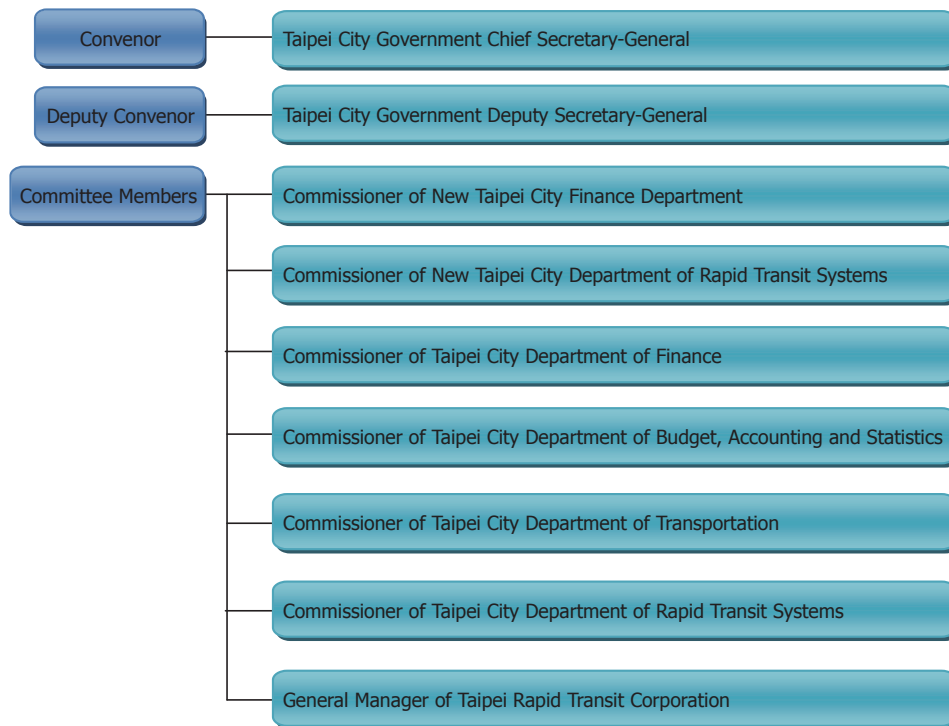 Convenor
Taipei City Government Chief Secretary-General
Deputy Convenor
Taipei City Government Deputy Secretary-General
Committee Members
Commissioner of New Taipei City Finance Department
Commissioner of New Taipei City Department of Rapid Transit Systems
Commissioner of Taipei City Department of Finance
Commissioner of Taipei City Department of Budget, Accounting and Statistics
Commissioner of Taipei City Department of Transportation
Commissioner of Taipei City Department of Rapid Transit Systems
General Manager of Taipei Rapid Transit Corporation